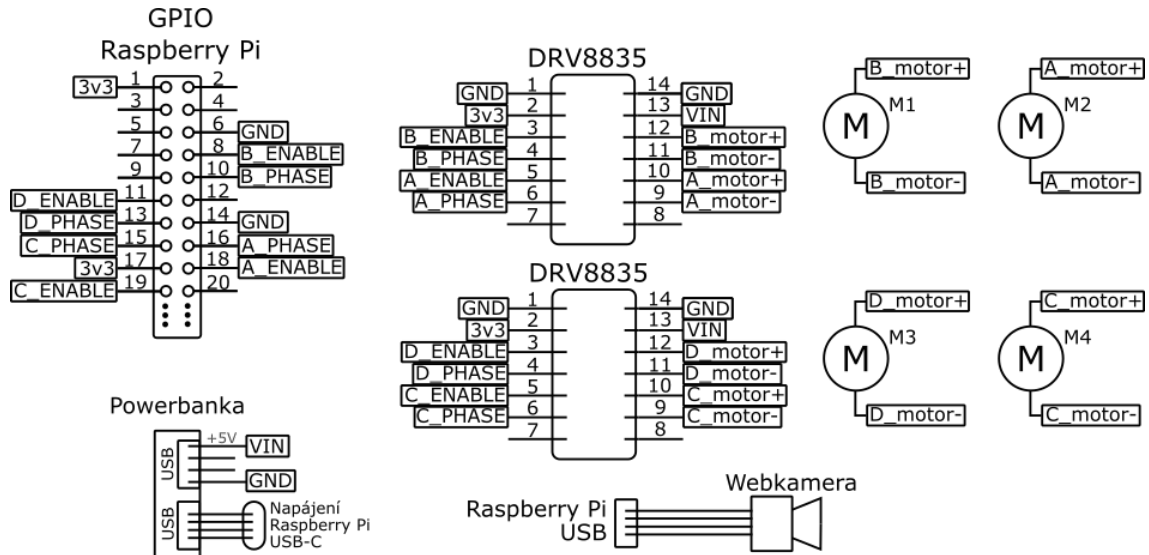 GPIO
Raspberry Pi
3v3 1 2
3 4
5 6 GND
7 8 B_ENABLE
9 10 B_PHASE
D_ENABLE 11 12
D_PHASE 13 14 GND
C_PHASE 15 16 A_PHASE
3v3 17 18 A_ENABLE
C_ENABLE 19 20
DRV8835
GND 1 14 GND
3v3 2 13 VIN
B_ENABLE 3 12 B_motor+
B_PHASE 4 11 B_motor-
A_ENABLE 5 10 A_motor+
A_PHASE 6 9 A_motor-
7 8
B_motor+
M M1
B_motor-
A_motor+
M M2
A_motor-
DRV8835
GND 1 14 GND
3v3 2 13 VIN
D_ENABLE 3 12 D_motor+
D_PHASE 4 11 D_motor-
C_ENABLE 5 10 C_motor+
C_PHASE 6 9 C_motor-
7 8
D_motor+
M M3
D_motor-
C_motor+
M M4
C_motor-
Powerbanka
USB +5V VIN
GND
USB
Napájení
Raspberry Pi
USB-C
Raspberry Pi
USB
Webkamera